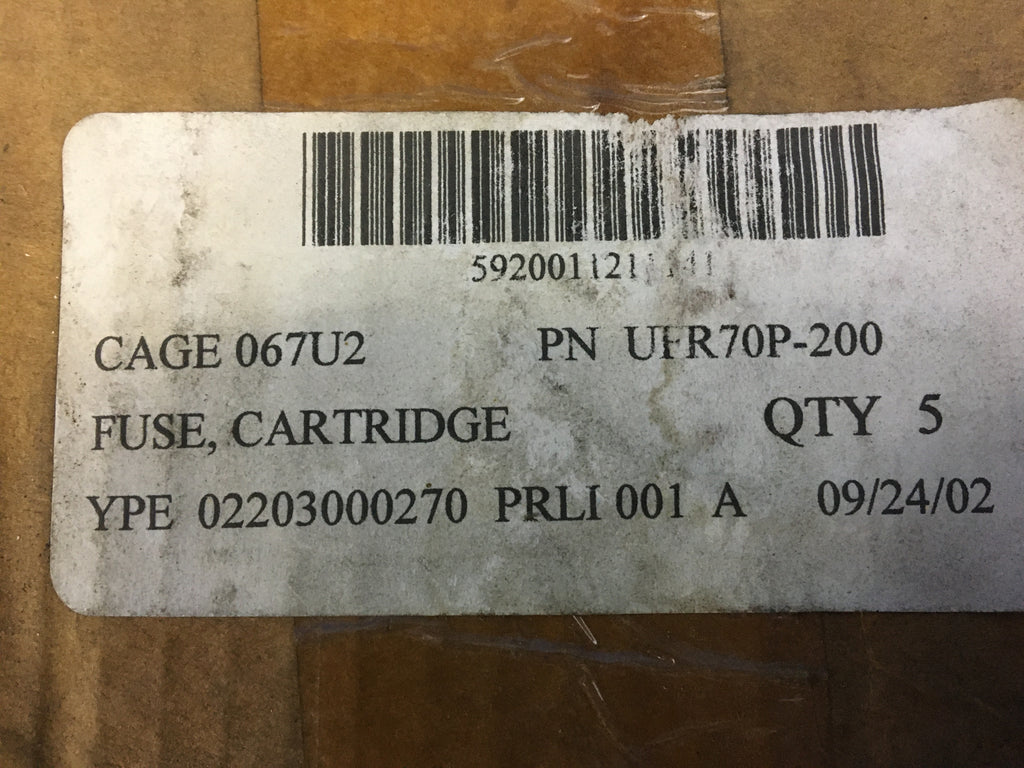 CAGE 067U2 PN UFR70P-200
FUSE, CARTRIDGE QTY 5
YPE 02203000270 PRLI 001 A 09/24/02